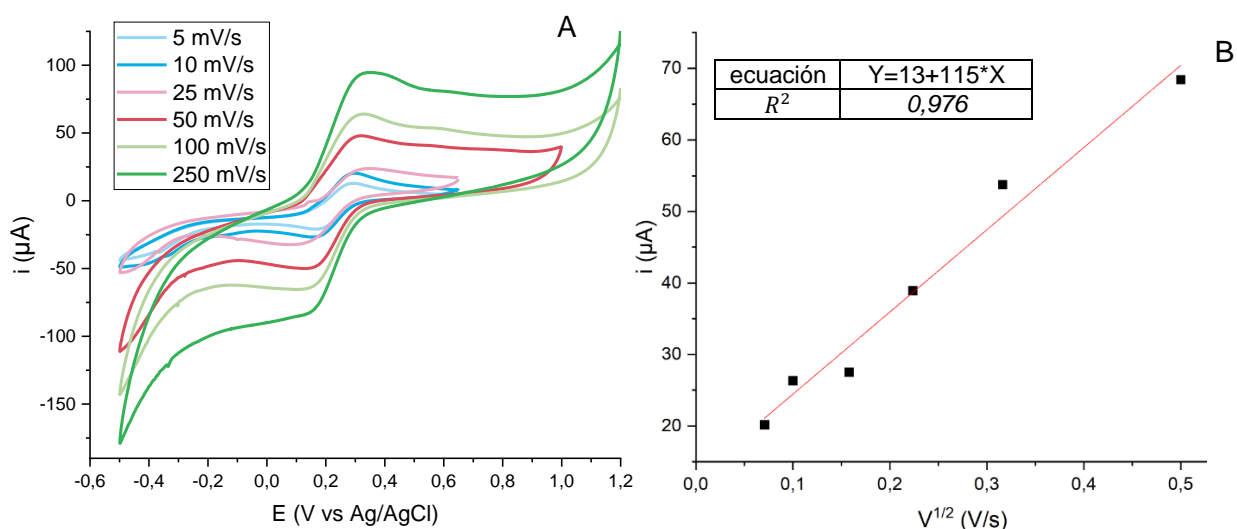 A
5 mV/s
10 mV/s
25 mV/s
50 mV/s
100 mV/s
250 mV/s
100
50
0
-50
-100
-150
i (µA)
-0,6 -0,4 -0,2 0,0 0,2 0,4 0,6 0,8 1,0 1,2
E (V vs Ag/AgCl)
B
ecuación Y=13+115*X
R² 0,976
70
60
50
40
30
20
i (µA)
0,0 0,1 0,2 0,3 0,4 0,5
V^1/2 (V/s)